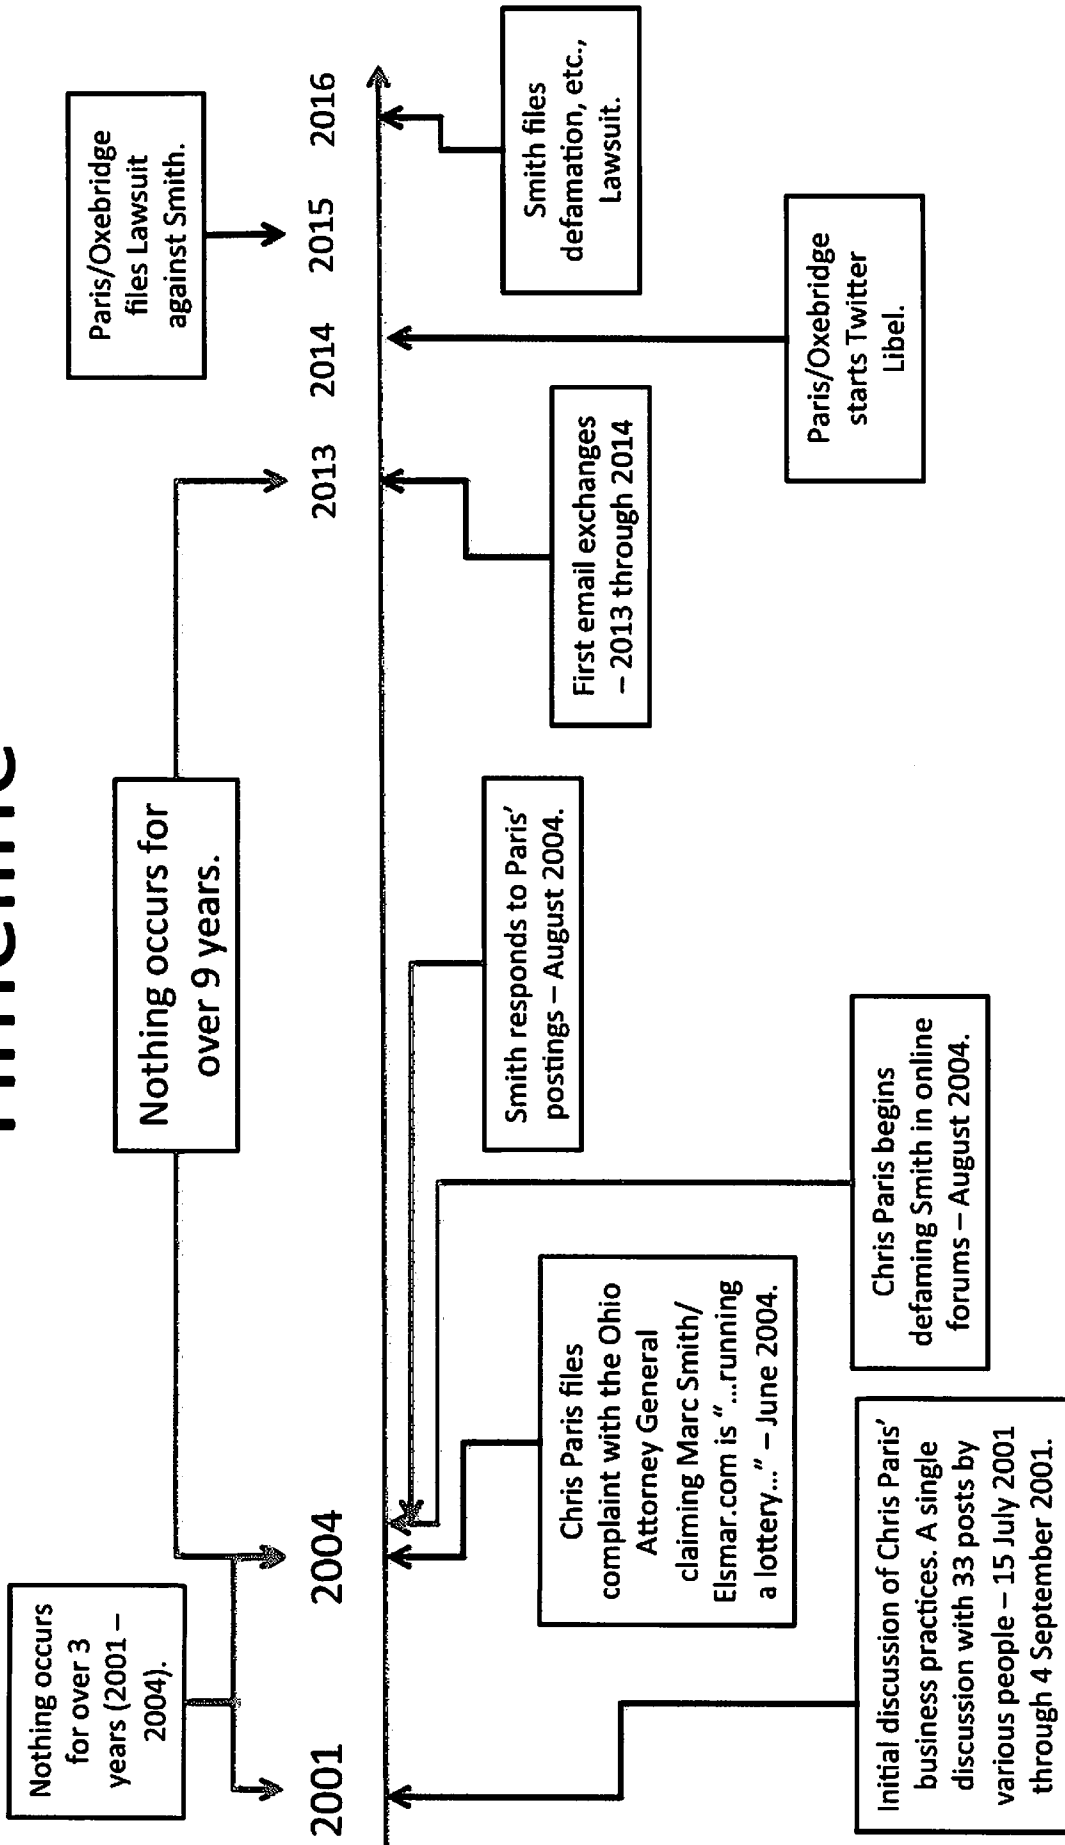 Timeline
Nothing occurs
for over 3
years (2001 –
2004).
Nothing occurs for
over 9 years.
Paris/Oxebridge
files Lawsuit
against Smith.
2001
2004
2013
2014
2015
2016
Initial discussion of Chris Paris'
business practices. A single
discussion with 33 posts by
various people – 15 July 2001
through 4 September 2001.
Chris Paris files
complaint with the Ohio
Attorney General
claiming Marc Smith/
Elsmar.com is "...running
a lottery..." – June 2004.
Chris Paris begins
defaming Smith in online
forums – August 2004.
Smith responds to Paris'
postings – August 2004.
First email exchanges
– 2013 through 2014
Paris/Oxebridge
starts Twitter
Libel.
Smith files
defamation, etc.,
Lawsuit.